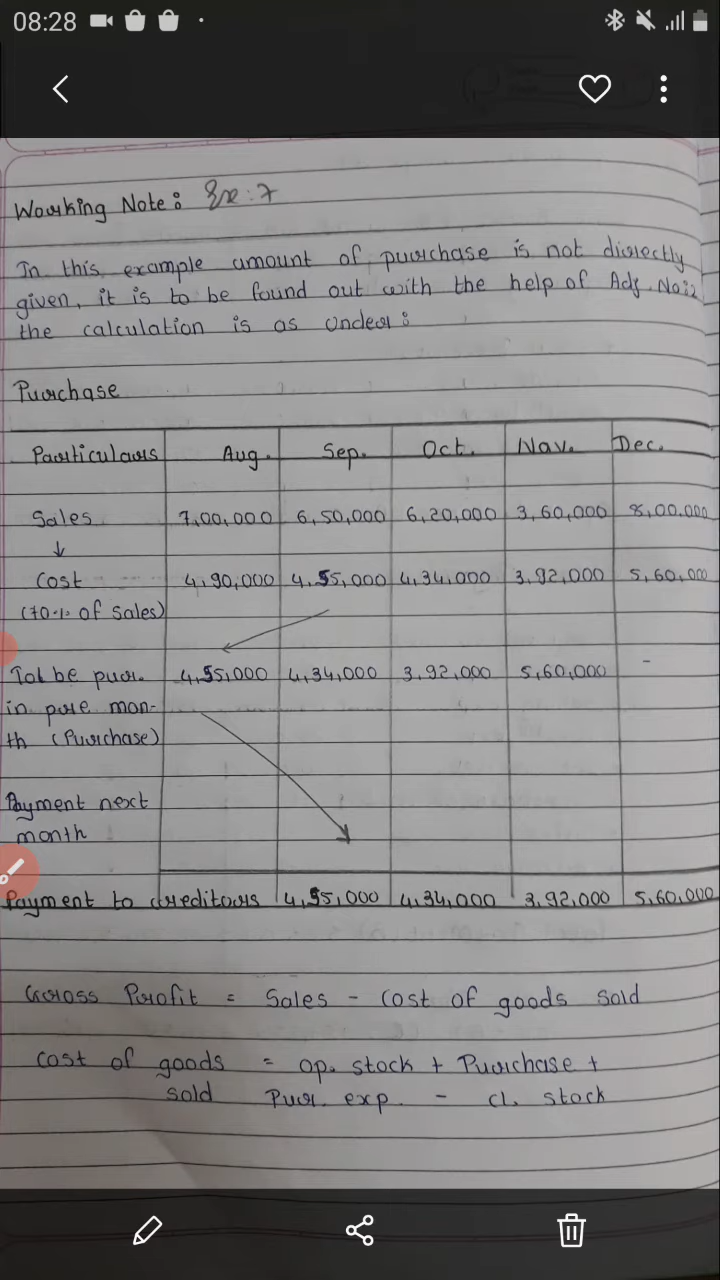 08:28
Working Note: Ex:7
In this example amount of purchase is not directly
given, it is to be found out with the help of Adj. No:2
the calculation is as under:
Purchase
Particulars Aug. Sep. Oct. Nov. Dec.
Sales 7,00,000 6,50,000 6,20,000 3,60,000 8,00,000
↓
Cost 4,90,000 4,55,000 4,34,000 3,92,000 5,60,000
(70% of Sales)
Tot be pur. 4,55,000 4,34,000 3,92,000 5,60,000 -
in pre mon-
th (Purchase)
Payment next
month
Payment to creditors 4,55,000 4,34,000 3,92,000 5,60,000
Gross Profit = Sales - Cost of goods sold
Cost of goods = op. stock + Purchase +
sold Pur. exp. - cl. stock